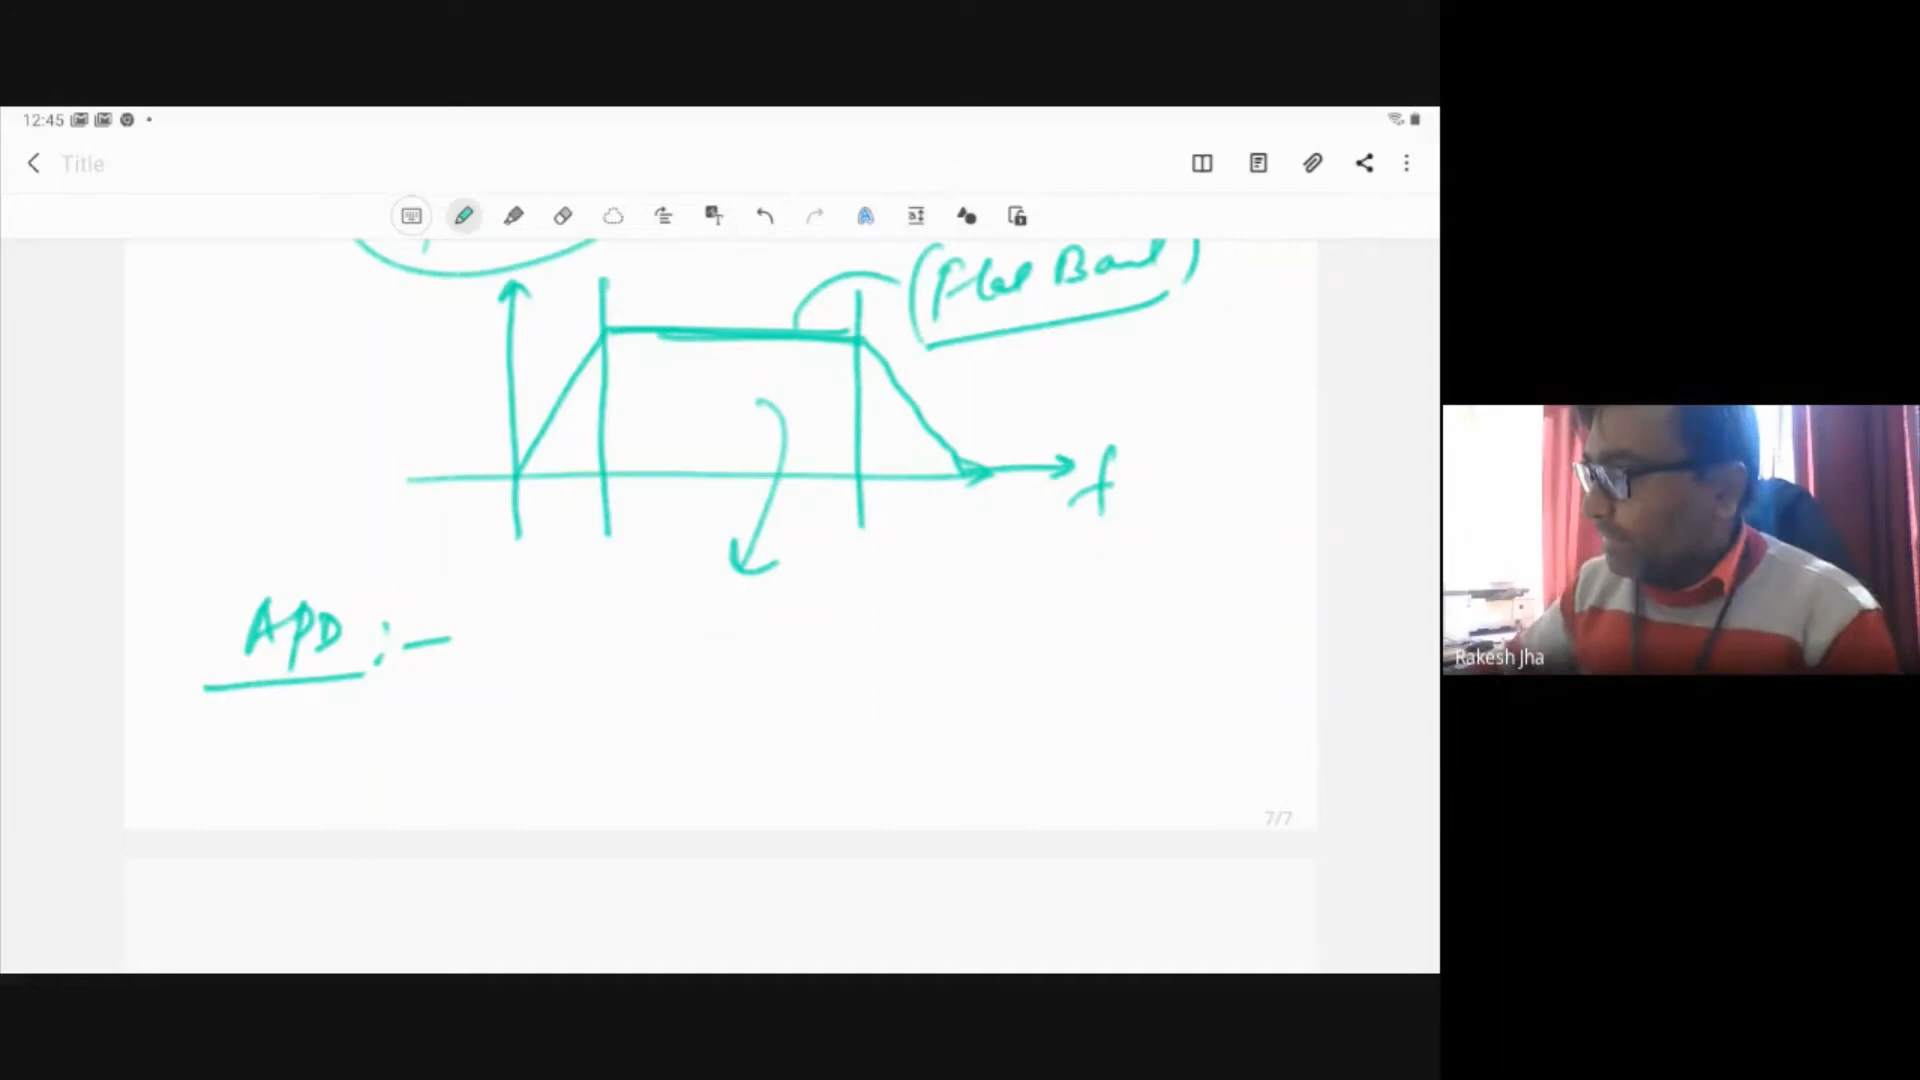 12:45
Title
(Flat Band)
f
APD :-
7/7
Rakesh Jha